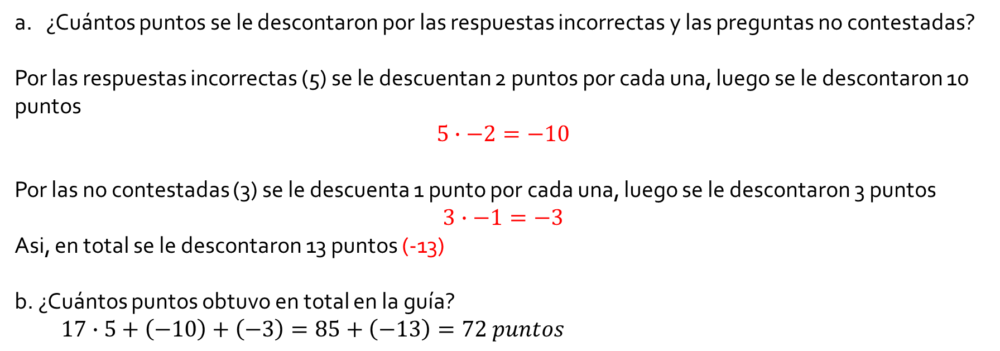 a. ¿Cuántos puntos se le descontaron por las respuestas incorrectas y las preguntas no contestadas?
Por las respuestas incorrectas (5) se le descuentan 2 puntos por cada una, luego se le descontaron 10
puntos
5 · −2 = −10
Por las no contestadas (3) se le descuenta 1 punto por cada una, luego se le descontaron 3 puntos
3 · −1 = −3
Asi, en total se le descontaron 13 puntos (-13)
b. ¿Cuántos puntos obtuvo en total en la guía?
17 · 5 + (−10) + (−3) = 85 + (−13) = 72 puntos